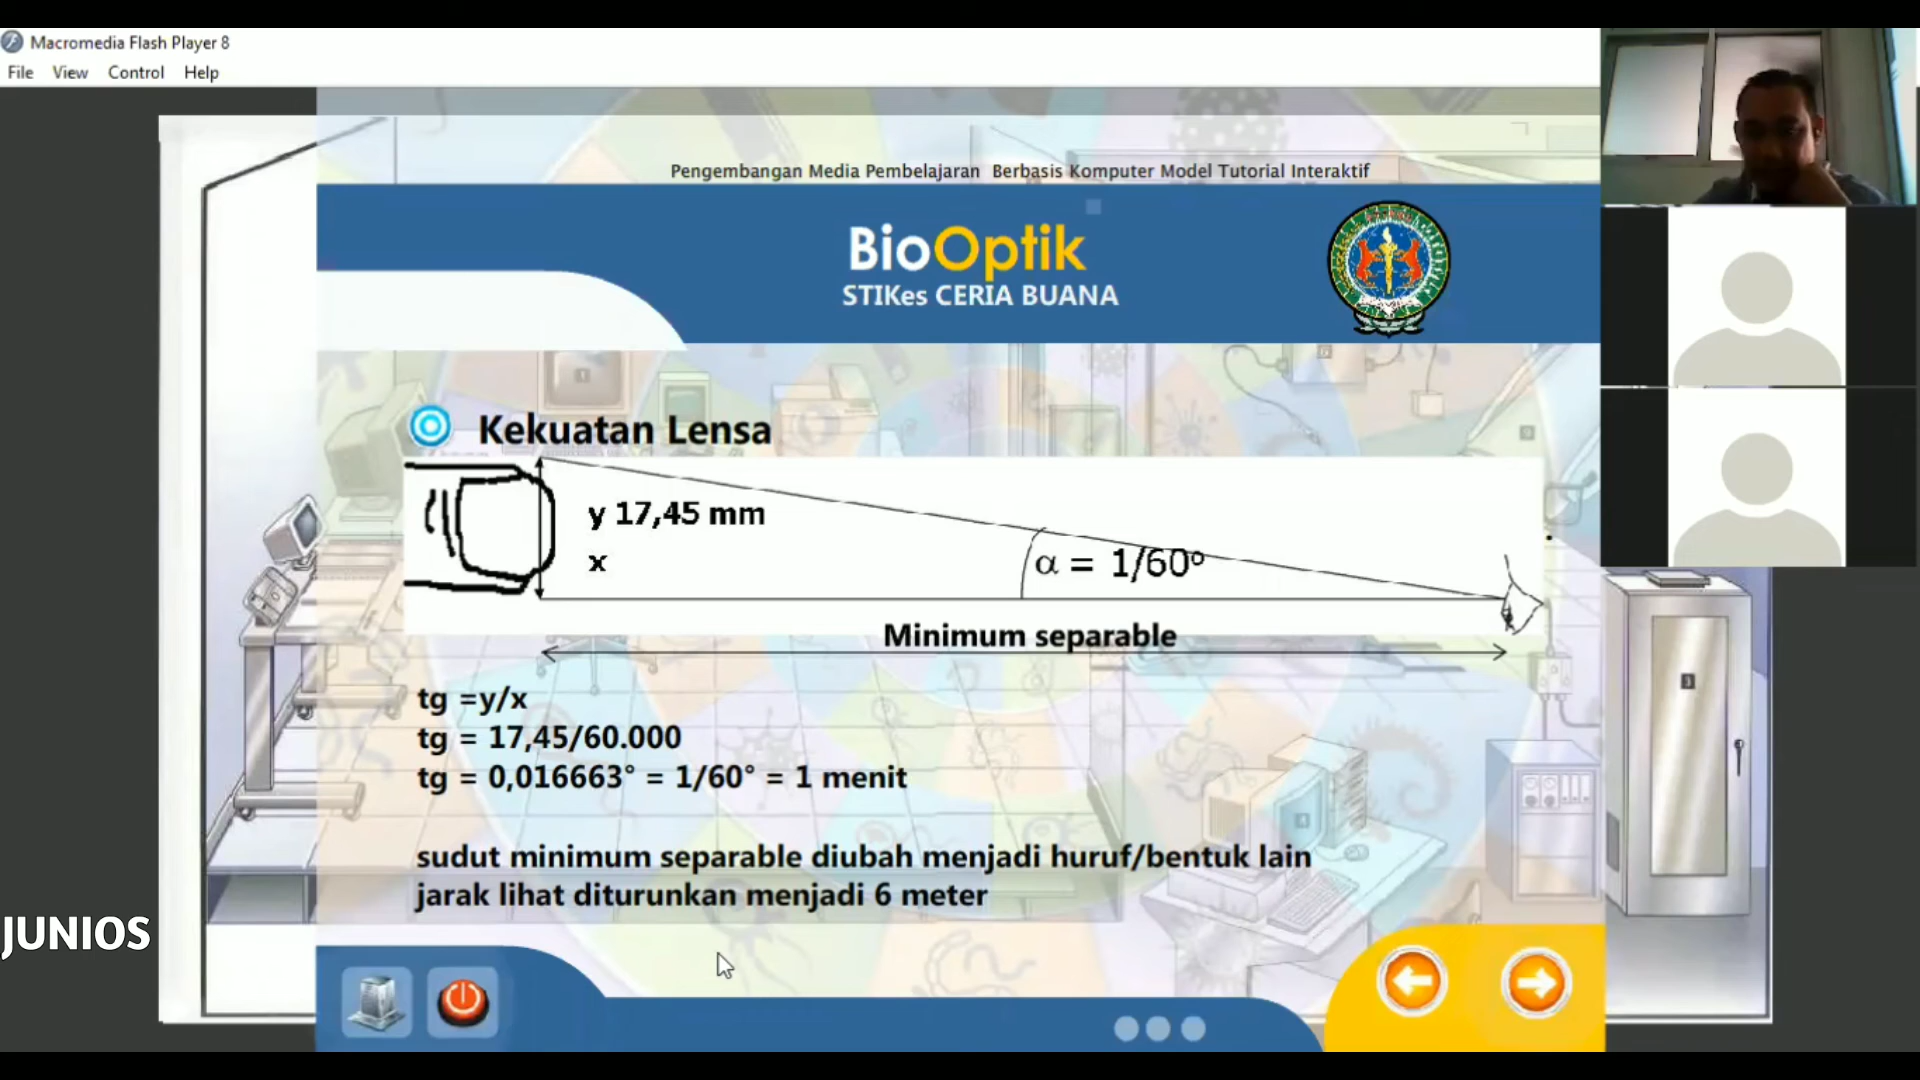 Macromedia Flash Player 8
File View Control Help
Pengembangan Media Pembelajaran Berbasis Komputer Model Tutorial Interaktif
BioOptik
STIKes CERIA BUANA
Kekuatan Lensa
y 17,45 mm
x
α = 1/60°
Minimum separable
tg =y/x
tg = 17,45/60.000
tg = 0,016663° = 1/60° = 1 menit
sudut minimum separable diubah menjadi huruf/bentuk lain
jarak lihat diturunkan menjadi 6 meter
JUNIOS